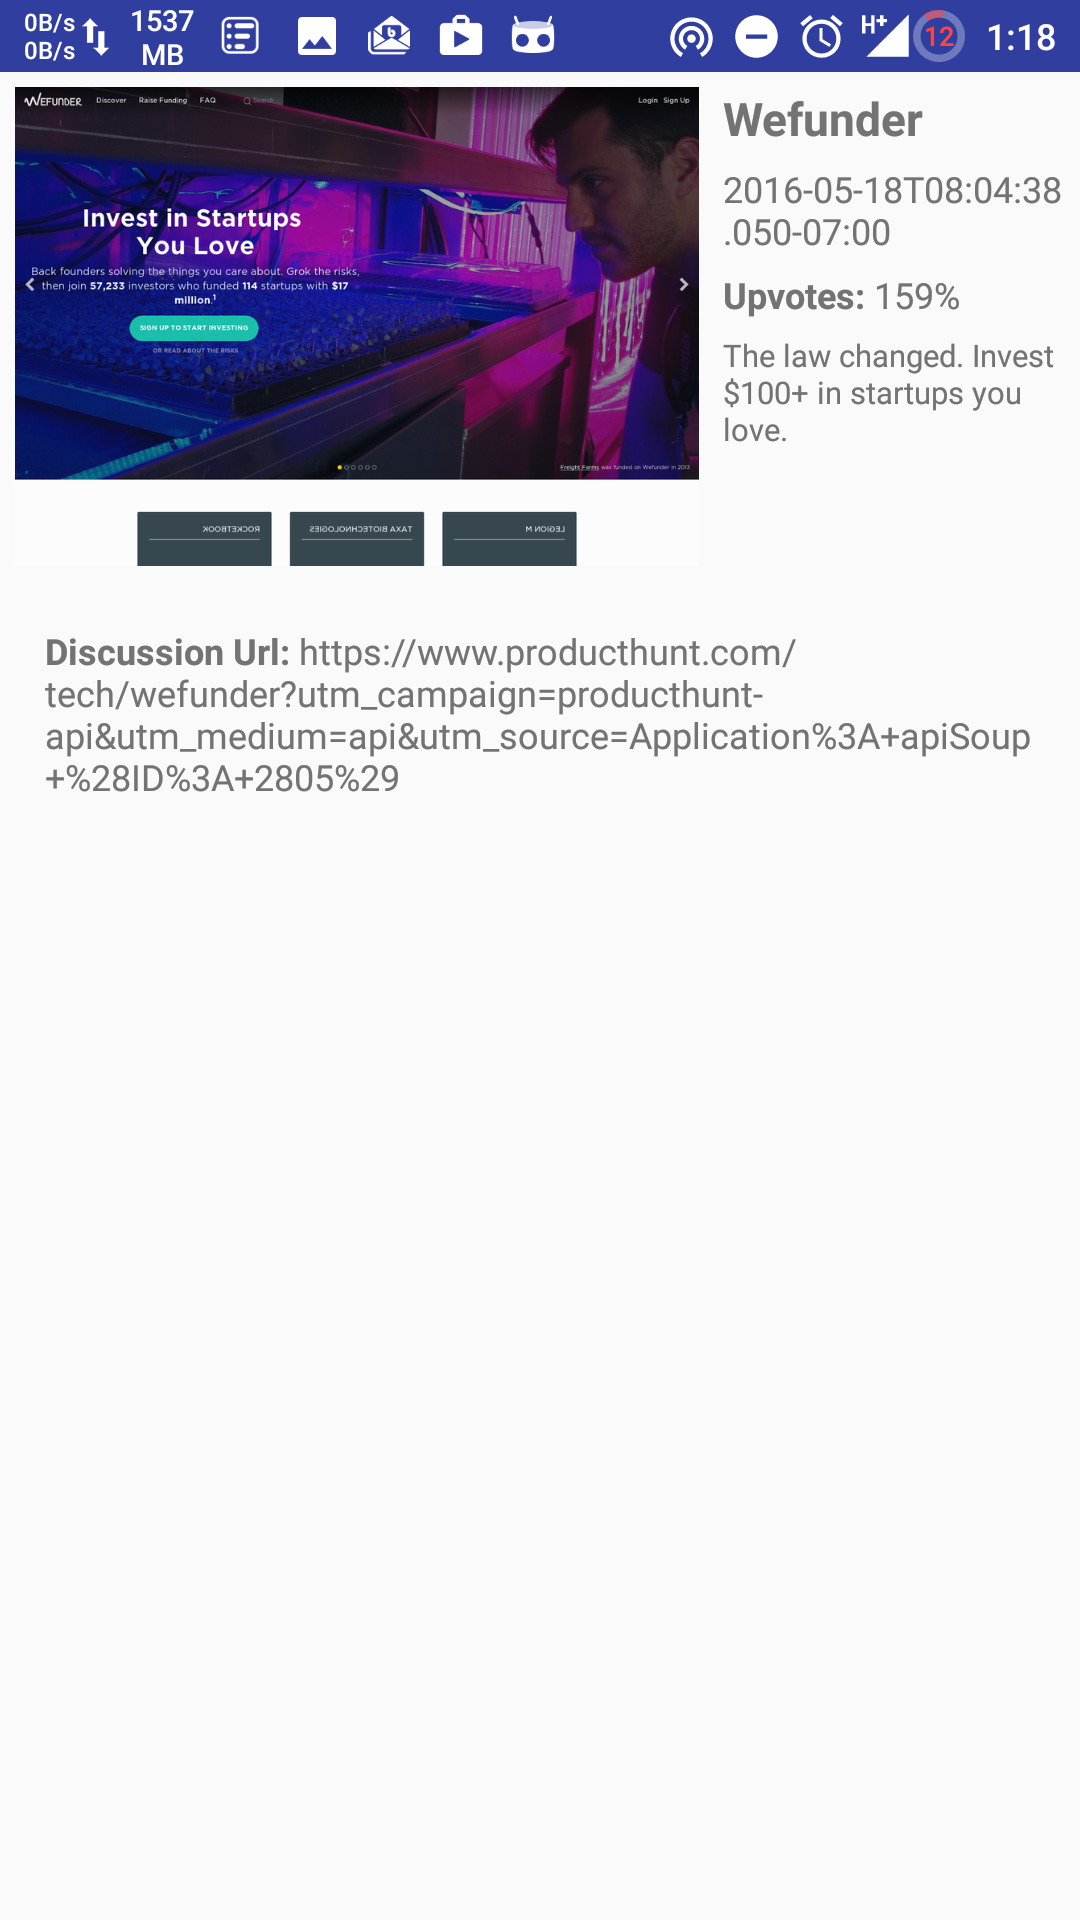 0B/s
0B/s
1537
MB
H+
12
1:18
WEFUNDER Discover Raise Funding FAQ Search Login Sign Up
Invest in Startups
You Love
Back founders solving the things you care about. Grok the risks,
then join 57,233 investors who funded 114 startups with $17
million.1
SIGN UP TO START INVESTING
OR READ ABOUT THE RISKS
Freight Farms was funded on Wefunder in 2013
ROCKETBOOK TAXA BIOTECHNOLOGIES LEGION M
Wefunder
2016-05-18T08:04:38
.050-07:00
Upvotes: 159%
The law changed. Invest
$100+ in startups you
love.
Discussion Url: https://www.producthunt.com/
tech/wefunder?utm_campaign=producthunt-
api&utm_medium=api&utm_source=Application%3A+apiSoup
+%28ID%3A+2805%29